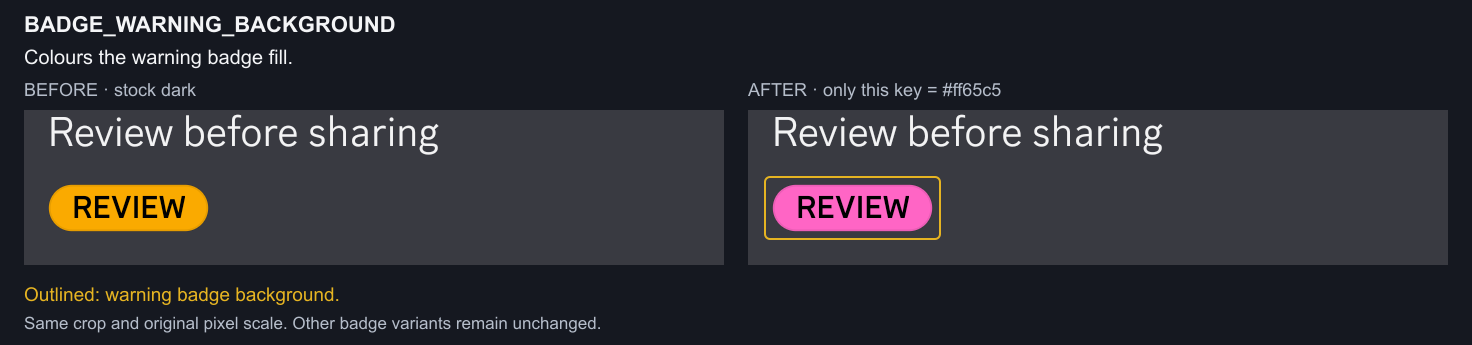 BADGE_WARNING_BACKGROUND
Colours the warning badge fill.
BEFORE · stock dark
Review before sharing
REVIEW
AFTER · only this key = #ff65c5
Review before sharing
REVIEW
Outlined: warning badge background.
Same crop and original pixel scale. Other badge variants remain unchanged.